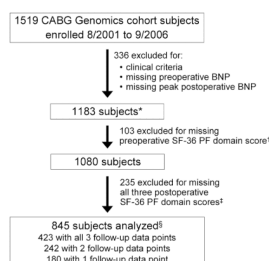 1519 CABG Genomics cohort subjects
enrolled 8/2001 to 9/2006
336 excluded for:
• clinical criteria
• missing preoperative BNP
• missing peak postoperative BNP
1183 subjects*
103 excluded for missing
preoperative SF-36 PF domain score†
1080 subjects
235 excluded for missing
all three postoperative
SF-36 PF domain scores‡
845 subjects analyzed§
423 with all 3 follow-up data points
242 with 2 follow-up data points
180 with 1 follow-up data point